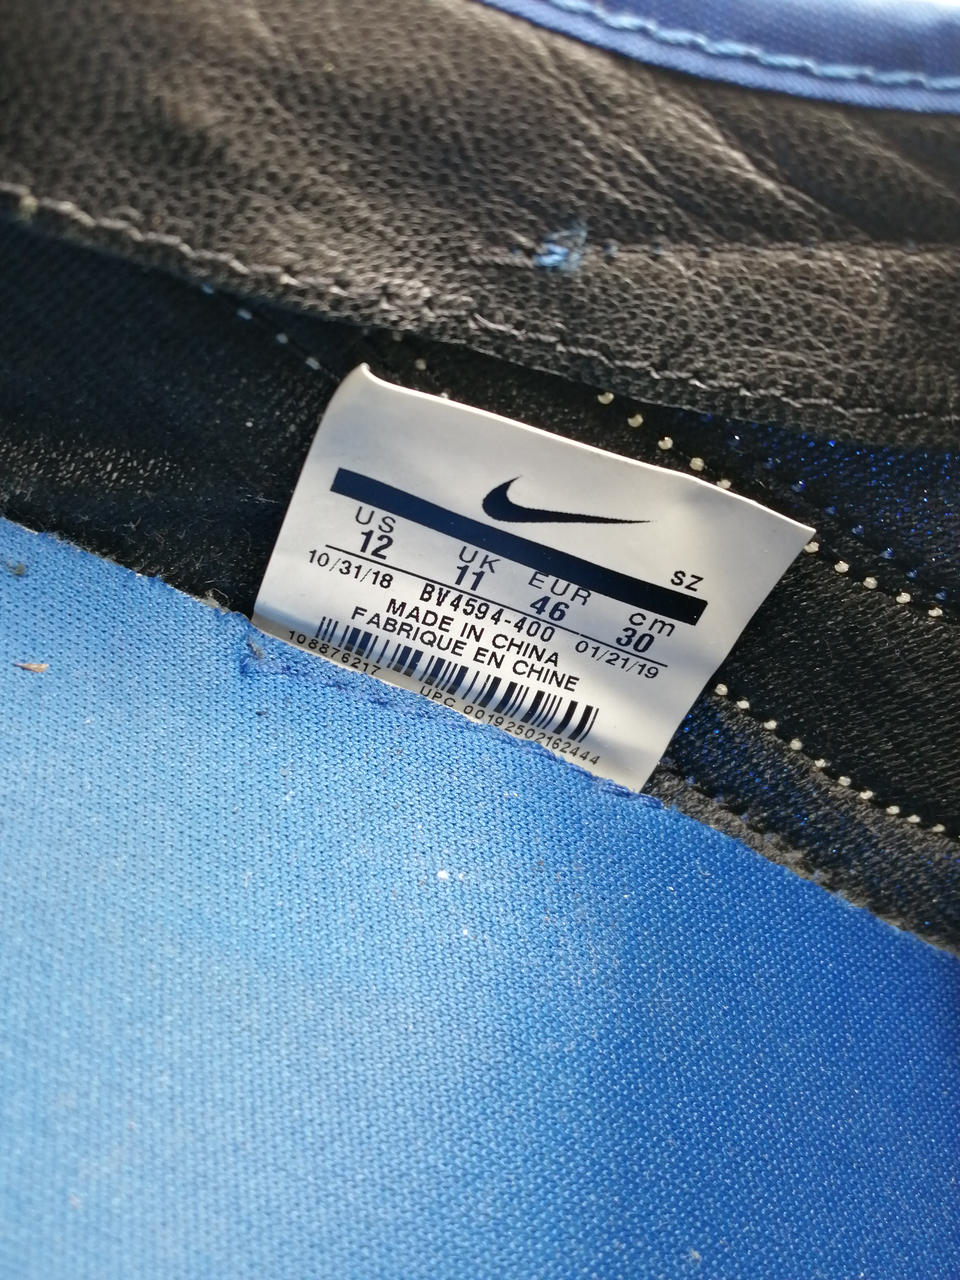 SZ
US UK EUR cm
12 11 46 30
10/31/18 BV4594-400 01/21/19
MADE IN CHINA
FABRIQUE EN CHINE
108876217 UPC 00192502162444